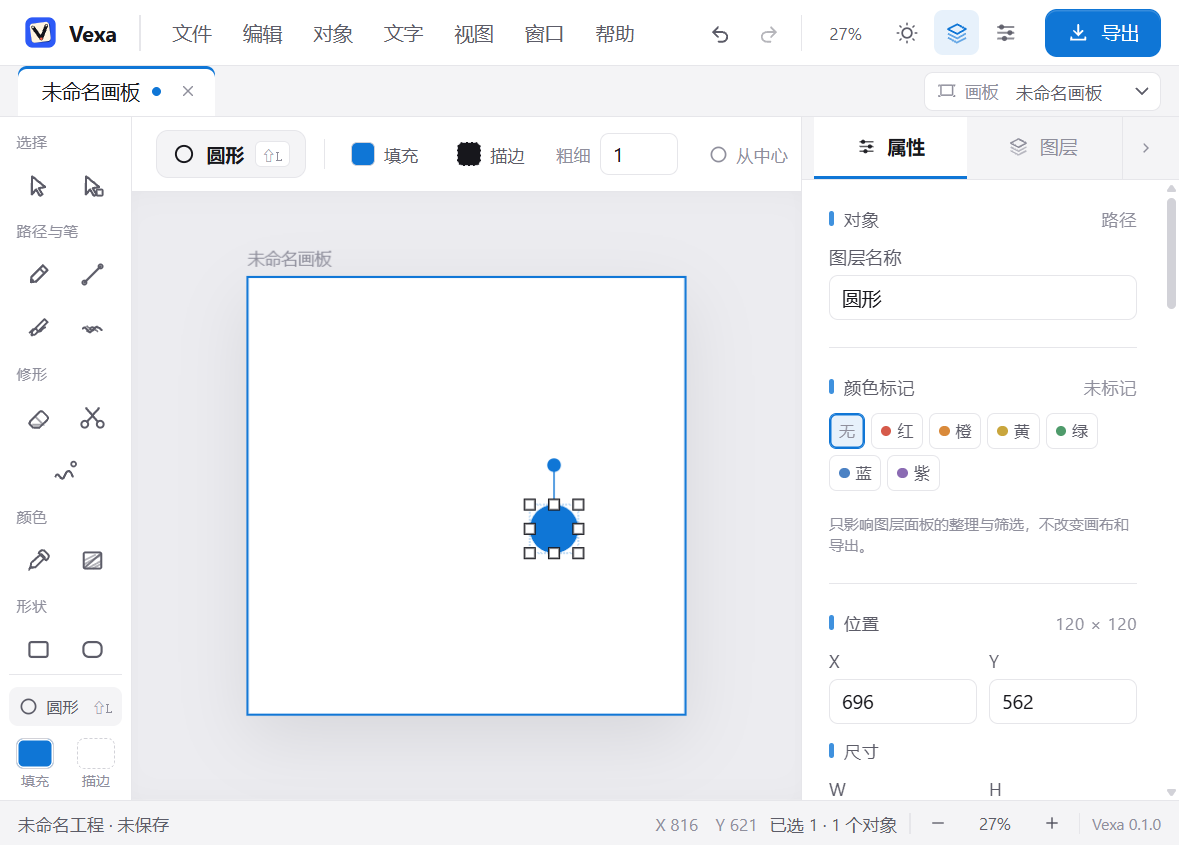 Vexa 文件 编辑 对象 文字 视图 窗口 帮助 27% 导出
未命名画板 画板 未命名画板
选择
路径与笔
修形
颜色
形状
圆形 ⇧L
填充 描边
圆形 ⇧L 填充 描边 粗细 1 从中心
未命名画板
属性 图层
对象 路径
图层名称
圆形
颜色标记 未标记
无 红 橙 黄 绿
蓝 紫
只影响图层面板的整理与筛选，不改变画布和
导出。
位置 120 × 120
X Y
696 562
尺寸
W H
未命名工程 · 未保存 X 816 Y 621 已选 1 · 1 个对象 27% Vexa 0.1.0